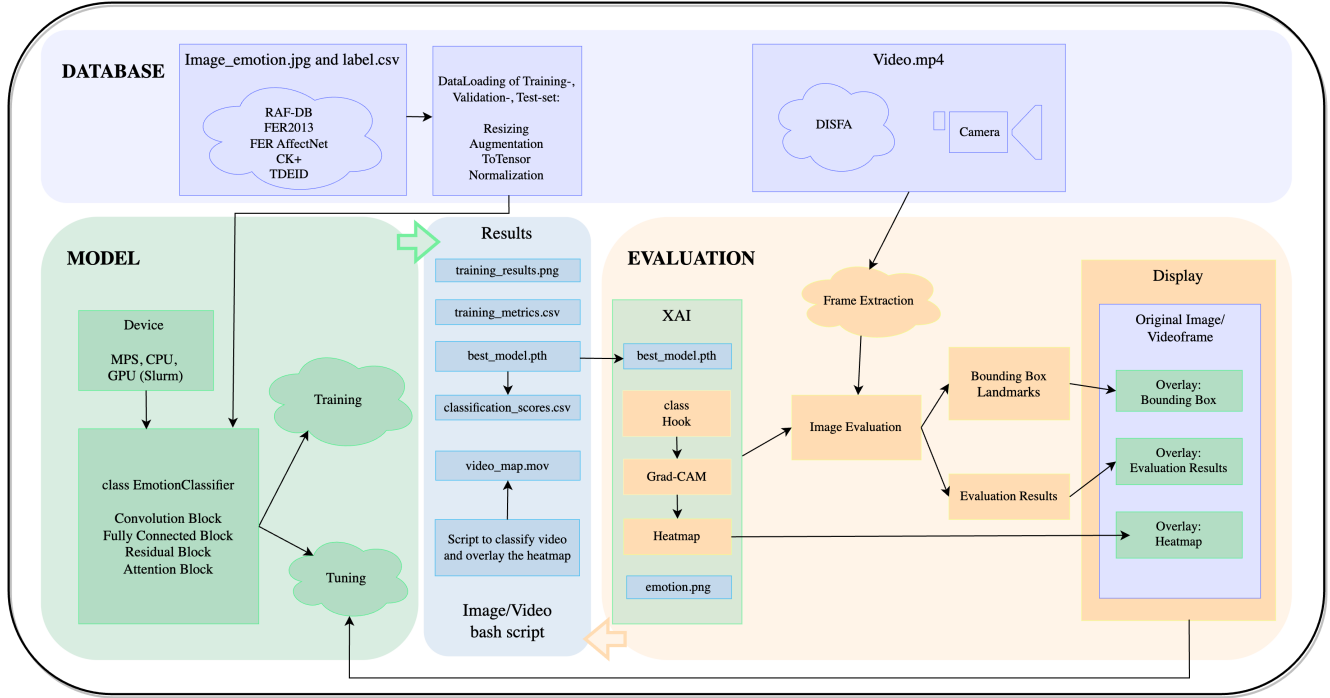 DATABASE
Image_emotion.jpg and label.csv
RAF-DB
FER2013
FER AffectNet
CK+
TDEID
DataLoading of Training-,
Validation-, Test-set:
Resizing
Augmentation
ToTensor
Normalization
Video.mp4
DISFA
Camera
MODEL
Device
MPS, CPU,
GPU (Slurm)
class EmotionClassifier
Convolution Block
Fully Connected Block
Residual Block
Attention Block
Training
Tuning
Results
training_results.png
training_metrics.csv
best_model.pth
classification_scores.csv
video_map.mov
Script to classify video
and overlay the heatmap
Image/Video
bash script
EVALUATION
XAI
best_model.pth
class
Hook
Grad-CAM
Heatmap
emotion.png
Frame Extraction
Image Evaluation
Bounding Box
Landmarks
Evaluation Results
Display
Original Image/
Videoframe
Overlay:
Bounding Box
Overlay:
Evaluation Results
Overlay:
Heatmap